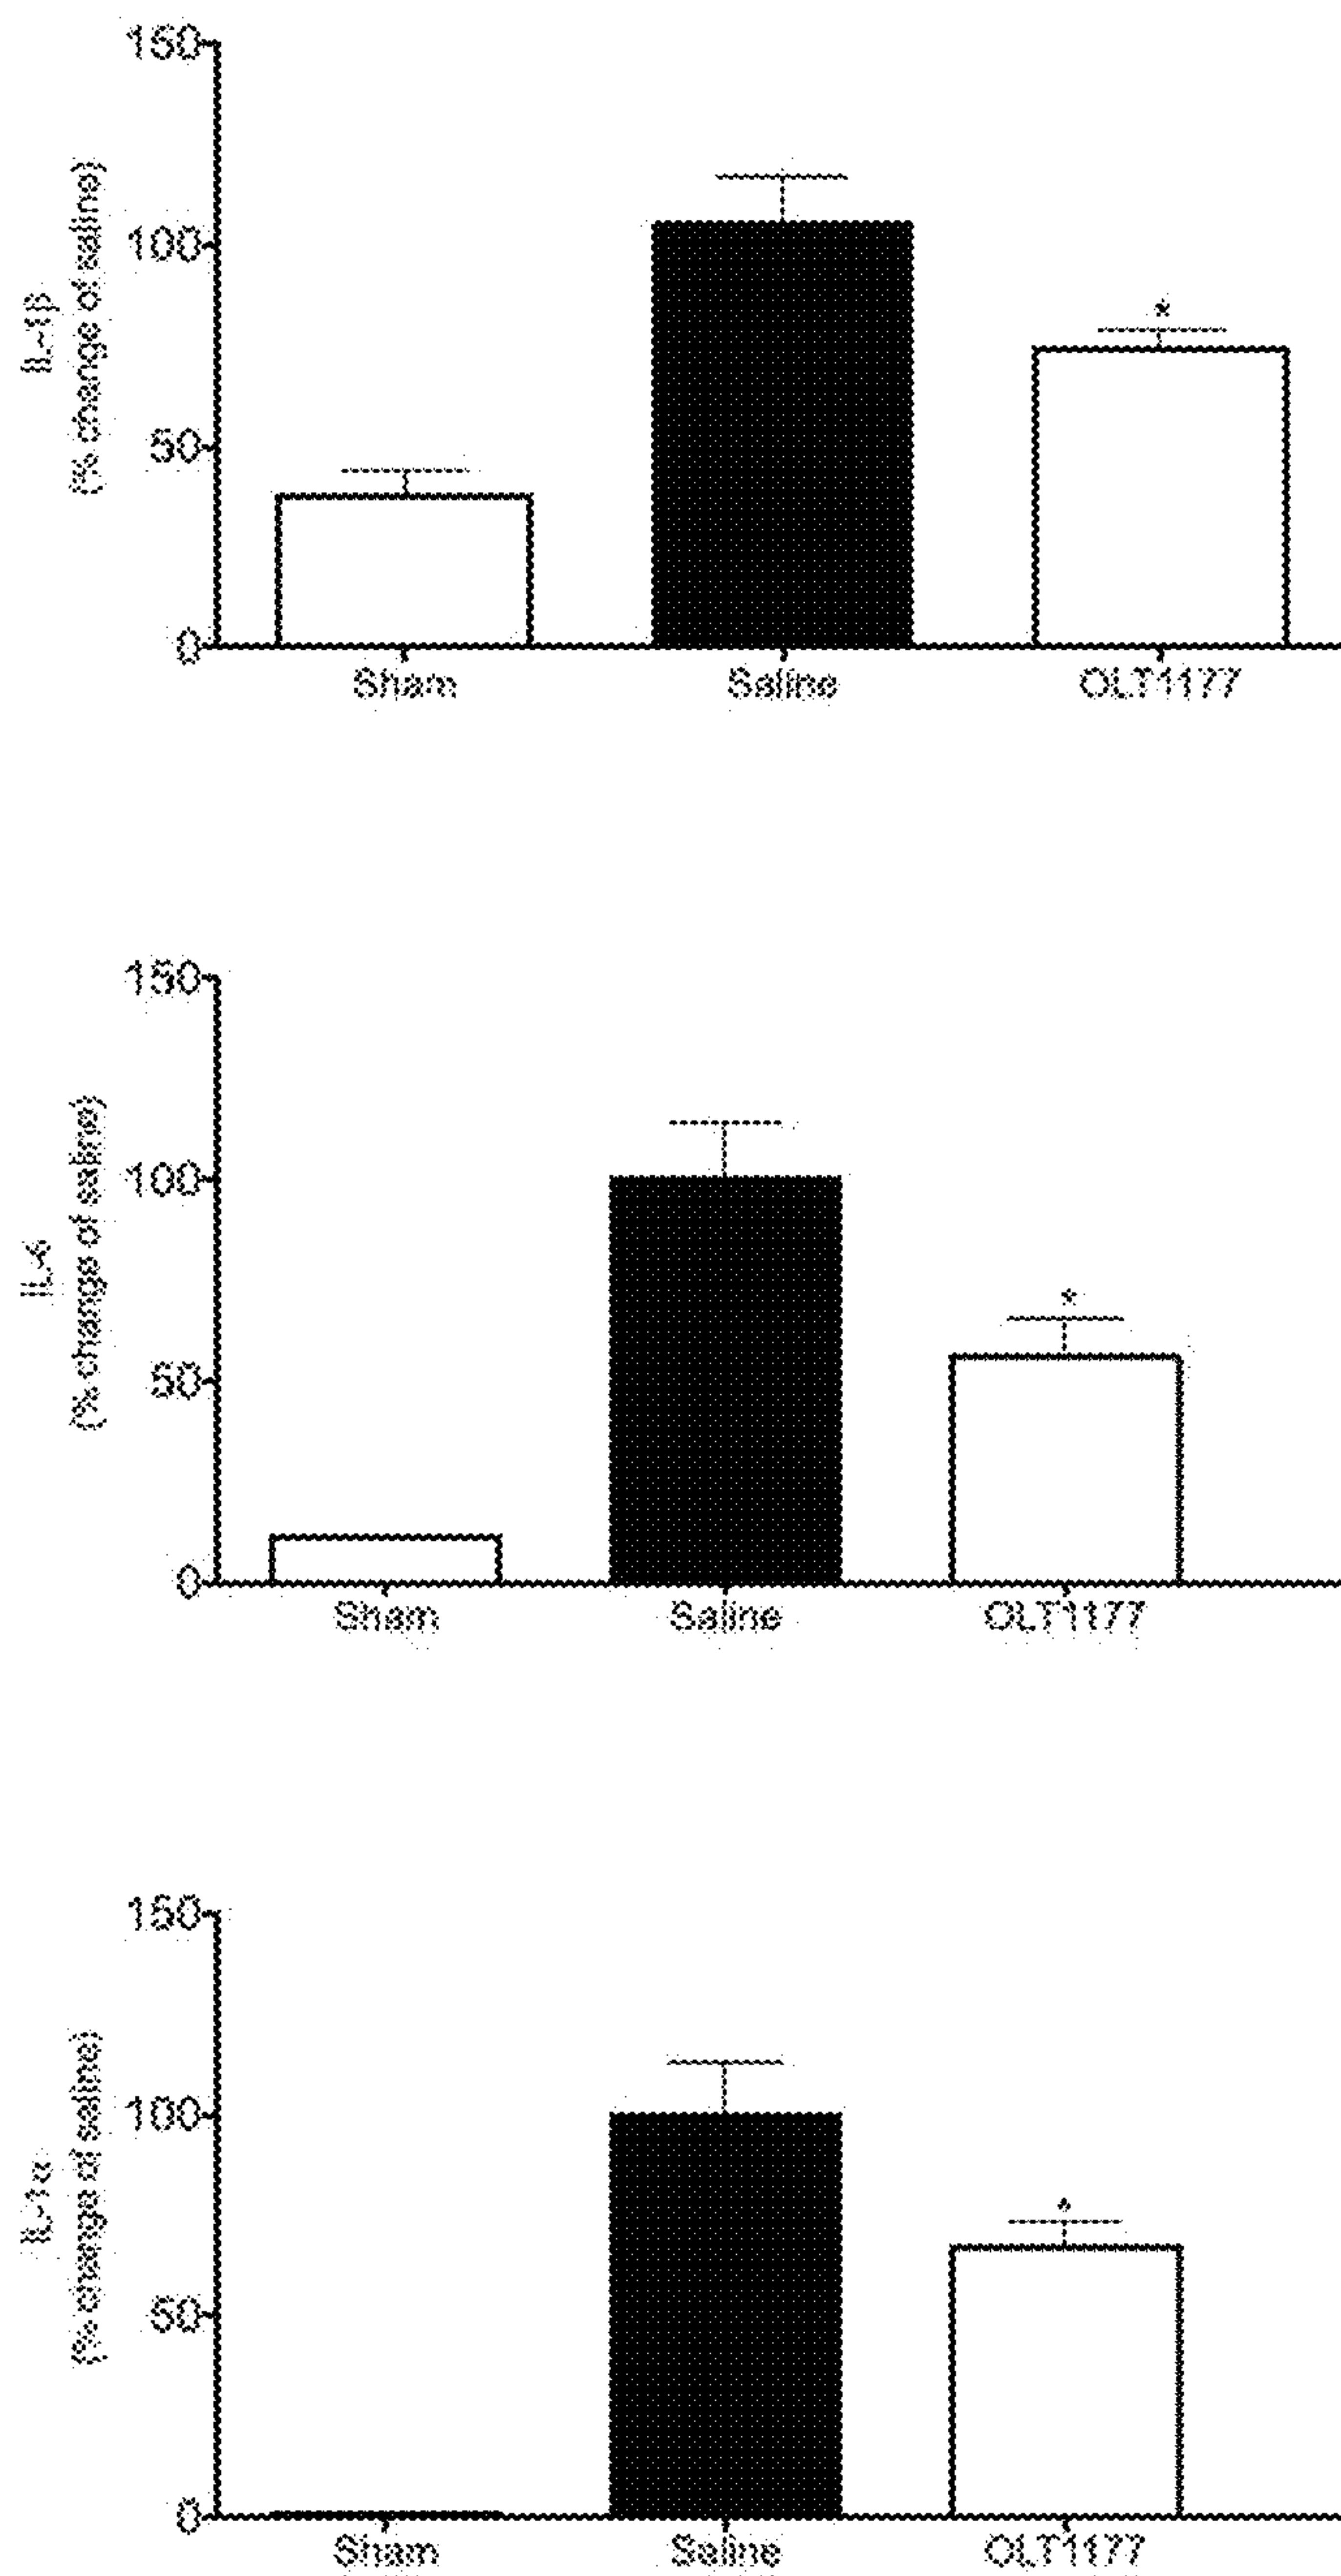 150
100
50
0
IL-1β
(% change of saline)
*
Sham Saline OLT1177
150
100
50
0
IL-6
(% change of saline)
*
Sham Saline OLT1177
150
100
50
0
IL-1α
(% change of saline)
*
Sham Saline OLT1177